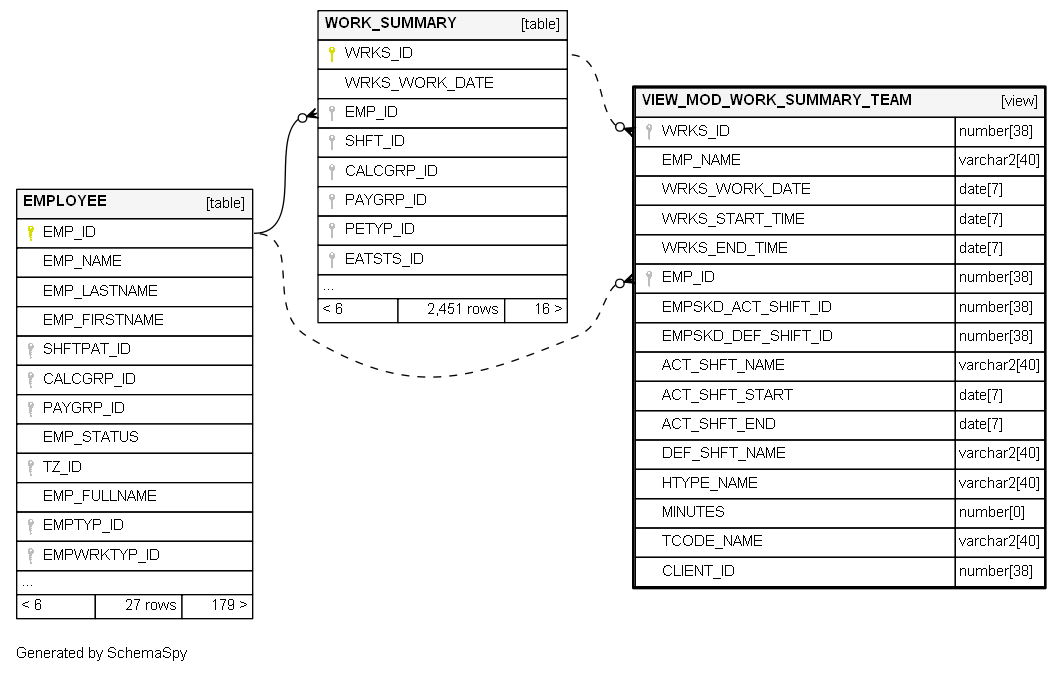 WORK_SUMMARY [table]
WRKS_ID
WRKS_WORK_DATE
EMP_ID
SHFT_ID
CALCGRP_ID
PAYGRP_ID
PETYP_ID
EATSTS_ID
...
< 6 2,451 rows 16 >
EMPLOYEE [table]
EMP_ID
EMP_NAME
EMP_LASTNAME
EMP_FIRSTNAME
SHFTPAT_ID
CALCGRP_ID
PAYGRP_ID
EMP_STATUS
TZ_ID
EMP_FULLNAME
EMPTYP_ID
EMPWRKTYP_ID
...
< 6 27 rows 179 >
VIEW_MOD_WORK_SUMMARY_TEAM [view]
WRKS_ID number[38]
EMP_NAME varchar2[40]
WRKS_WORK_DATE date[7]
WRKS_START_TIME date[7]
WRKS_END_TIME date[7]
EMP_ID number[38]
EMPSKD_ACT_SHIFT_ID number[38]
EMPSKD_DEF_SHIFT_ID number[38]
ACT_SHFT_NAME varchar2[40]
ACT_SHFT_START date[7]
ACT_SHFT_END date[7]
DEF_SHFT_NAME varchar2[40]
HTYPE_NAME varchar2[40]
MINUTES number[0]
TCODE_NAME varchar2[40]
CLIENT_ID number[38]
Generated by SchemaSpy